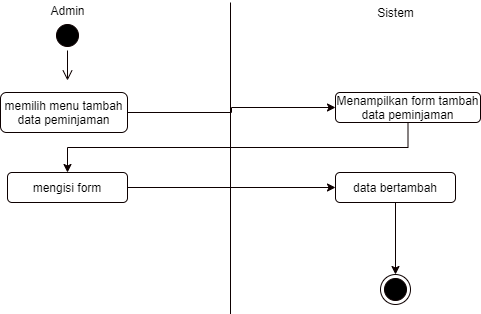 Admin
Sistem
memilih menu tambah
data peminjaman
Menampilkan form tambah
data peminjaman
mengisi form
data bertambah